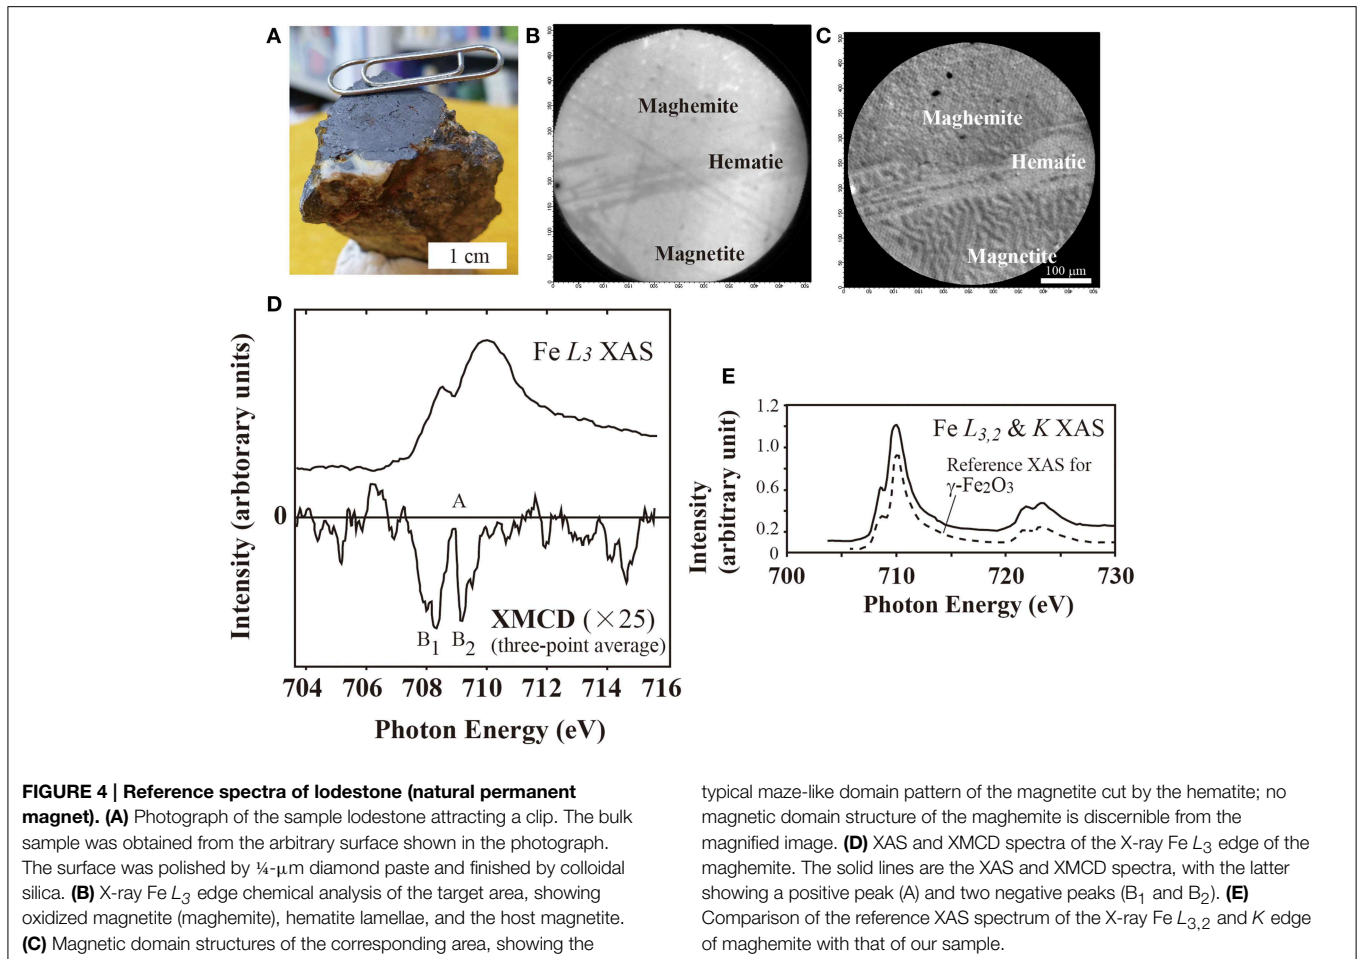 A
1 cm
B
Maghemite
Hematie
Magnetite
C
Maghemite
Hematie
Magnetite
100 μm
D
Intensity (arbtorary units)
Fe L3 XAS
0
A
B1 B2
XMCD (×25)
(three-point average)
704 706 708 710 712 714 716
Photon Energy (eV)
E
Intensity
(arbitrary unit)
1.2
1.0
0.6
0.2
0
Fe L3,2 & K XAS
Reference XAS for
γ-Fe2O3
700 710 720 730
Photon Energy (eV)
FIGURE 4 | Reference spectra of lodestone (natural permanent
magnet). (A) Photograph of the sample lodestone attracting a clip. The bulk
sample was obtained from the arbitrary surface shown in the photograph.
The surface was polished by ¼-μm diamond paste and finished by colloidal
silica. (B) X-ray Fe L3 edge chemical analysis of the target area, showing
oxidized magnetite (maghemite), hematite lamellae, and the host magnetite.
(C) Magnetic domain structures of the corresponding area, showing the
typical maze-like domain pattern of the magnetite cut by the hematite; no
magnetic domain structure of the maghemite is discernible from the
magnified image. (D) XAS and XMCD spectra of the X-ray Fe L3 edge of the
maghemite. The solid lines are the XAS and XMCD spectra, with the latter
showing a positive peak (A) and two negative peaks (B1 and B2). (E)
Comparison of the reference XAS spectrum of the X-ray Fe L3,2 and K edge
of maghemite with that of our sample.